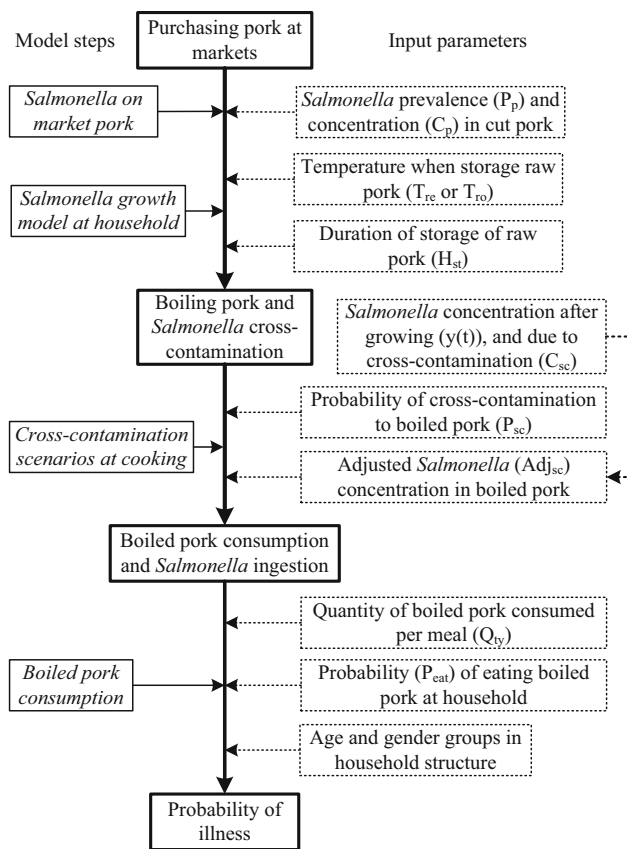 Model steps
Purchasing pork at
markets
Input parameters
Salmonella on
market pork
Salmonella prevalence (Pp) and
concentration (Cp) in cut pork
Temperature when storage raw
pork (Tre or Tro)
Salmonella growth
model at household
Duration of storage of raw
pork (Hst)
Boiling pork and
Salmonella cross-
contamination
Salmonella concentration after
growing (y(t)), and due to
cross-contamination (Csc)
Probability of cross-contamination
to boiled pork (Psc)
Cross-contamination
scenarios at cooking
Adjusted Salmonella (Adjsc)
concentration in boiled pork
Boiled pork consumption
and Salmonella ingestion
Quantity of boiled pork consumed
per meal (Qty)
Boiled pork
consumption
Probability (Peat) of eating boiled
pork at household
Age and gender groups in
household structure
Probability of
illness